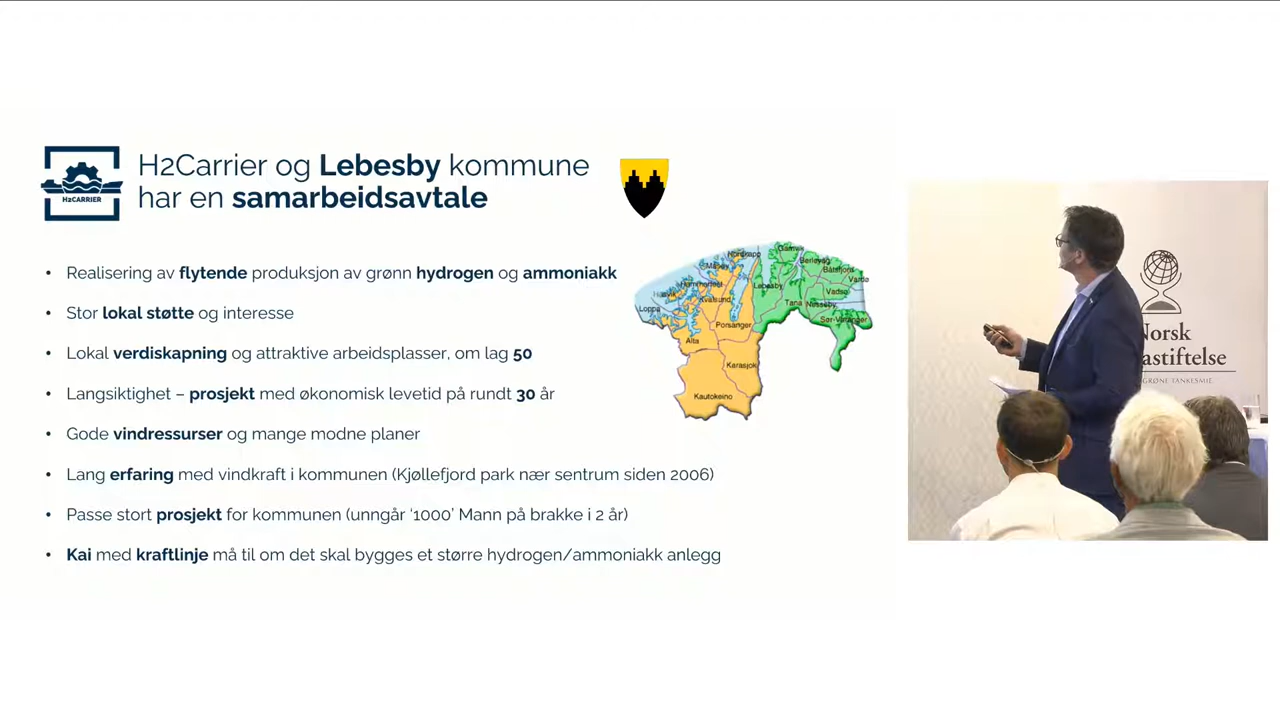 H2CARRIER
H2Carrier og Lebesby kommune
har en samarbeidsavtale
• Realisering av flytende produksjon av grønn hydrogen og ammoniakk
• Stor lokal støtte og interesse
• Lokal verdiskapning og attraktive arbeidsplasser, om lag 50
• Langsiktighet – prosjekt med økonomisk levetid på rundt 30 år
• Gode vindressurser og mange modne planer
• Lang erfaring med vindkraft i kommunen (Kjøllefjord park nær sentrum siden 2006)
• Passe stort prosjekt for kommunen (unngår ‘1000’ Mann på brakke i 2 år)
• Kai med kraftlinje må til om det skal bygges et større hydrogen/ammoniakk anlegg
Nordkapp
Gamvik
Berlevåg
Måsøy
Båtsfjord
Vardø
Hammerfest
Lebesby
Hasvik
Kvalsund
Vadsø
Loppa
Tana
Nesseby
Porsanger
Sør-Varanger
Alta
Karasjok
Kautokeino
Norsk
astiftelse
GRØNE TANKESMIE